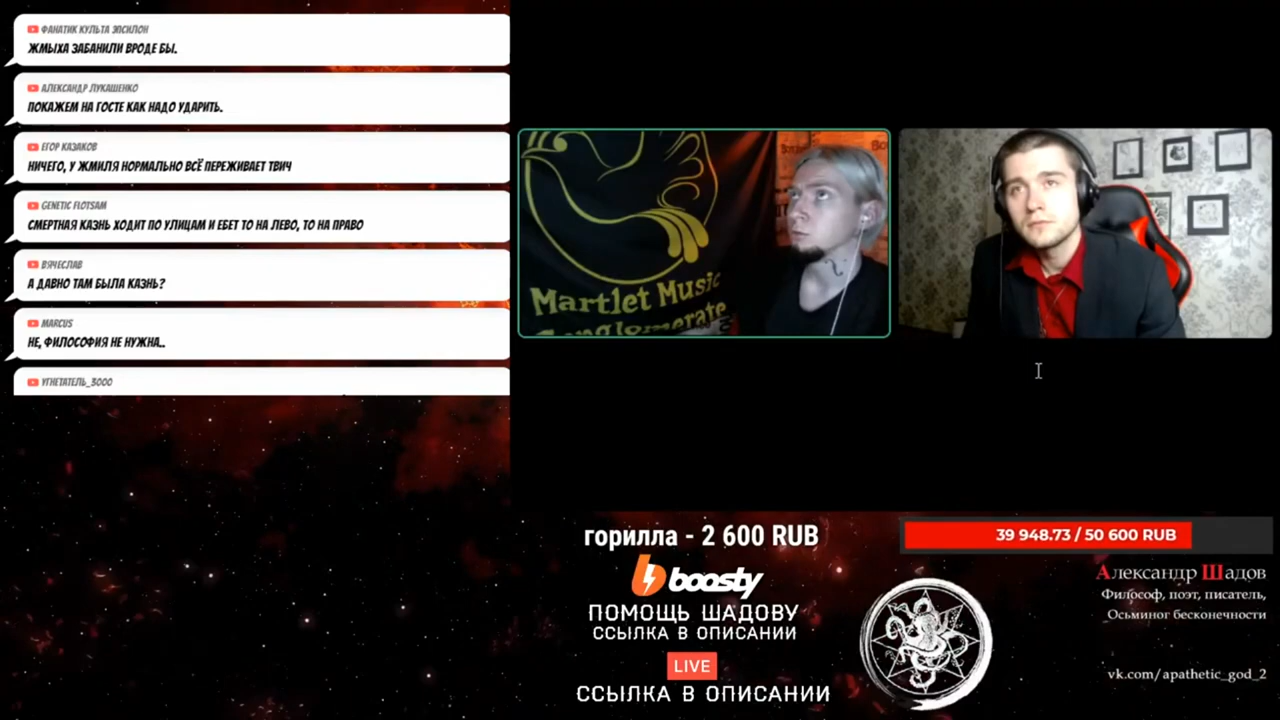 ФАНАТИК КУЛЬТА ЭПСИЛОН
ЖМЫХА ЗАБАНИЛИ ВРОДЕ БЫ.
АЛЕКСАНДР ЛУКАШЕНКО
ПОКАЖЕМ НА ГОСТЕ КАК НАДО УДАРИТЬ.
ЕГОР КАЗАКОВ
НИЧЕГО, У ЖМИЛЯ НОРМАЛЬНО ВСЁ ПЕРЕЖИВАЕТ ТВИЧ
GENETIC FLOTSAM
СМЕРТНАЯ КАЗНЬ ХОДИТ ПО УЛИЦАМ И ЕБЕТ ТО НА ЛЕВО, ТО НА ПРАВО
ВЯЧЕСЛАВ
А ДАВНО ТАМ БЫЛА КАЗНЬ?
MARCUS
НЕ, ФИЛОСОФИЯ НЕ НУЖНА..
УГНЕТАТЕЛЬ_3000
Martlet Music
Conglomerate
горилла - 2 600 RUB
39 948.73 / 50 600 RUB
boosty
ПОМОЩЬ ШАДОВУ
ССЫЛКА В ОПИСАНИИ
LIVE
ССЫЛКА В ОПИСАНИИ
Александр Шадов
Философ, поэт, писатель,
Осьминог бесконечности
vk.com/apathetic_god_2